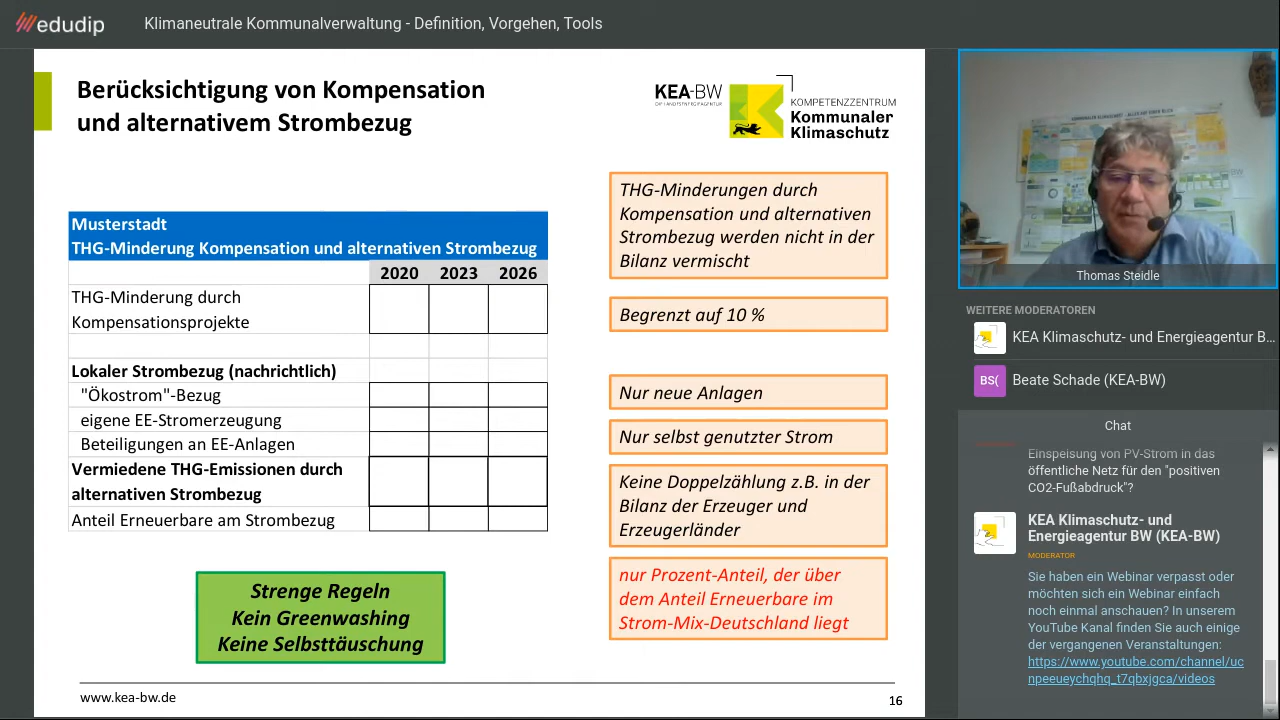 edudip
Klimaneutrale Kommunalverwaltung - Definition, Vorgehen, Tools
Berücksichtigung von Kompensation
und alternativem Strombezug
KEA-BW
DIE LANDESENERGIEAGENTUR
KOMPETENZZENTRUM
Kommunaler
Klimaschutz
Musterstadt
THG-Minderung Kompensation und alternativen Strombezug
2020 2023 2026
THG-Minderung durch
Kompensationsprojekte
Lokaler Strombezug (nachrichtlich)
"Ökostrom"-Bezug
eigene EE-Stromerzeugung
Beteiligungen an EE-Anlagen
Vermiedene THG-Emissionen durch
alternativen Strombezug
Anteil Erneuerbare am Strombezug
Strenge Regeln
Kein Greenwashing
Keine Selbsttäuschung
THG-Minderungen durch
Kompensation und alternativen
Strombezug werden nicht in der
Bilanz vermischt
Begrenzt auf 10 %
Nur neue Anlagen
Nur selbst genutzter Strom
Keine Doppelzählung z.B. in der
Bilanz der Erzeuger und
Erzeugerländer
nur Prozent-Anteil, der über
dem Anteil Erneuerbare im
Strom-Mix-Deutschland liegt
www.kea-bw.de
16
Thomas Steidle
WEITERE MODERATOREN
KEA Klimaschutz- und Energieagentur B...
BS(
Beate Schade (KEA-BW)
Chat
Einspeisung von PV-Strom in das
öffentliche Netz für den "positiven
CO2-Fußabdruck"?
KEA Klimaschutz- und
Energieagentur BW (KEA-BW)
MODERATOR
Sie haben ein Webinar verpasst oder
möchten sich ein Webinar einfach
noch einmal anschauen? In unserem
YouTube Kanal finden Sie auch einige
der vergangenen Veranstaltungen:
https://www.youtube.com/channel/uc
npeeueychqhq_t7qbxjgca/videos